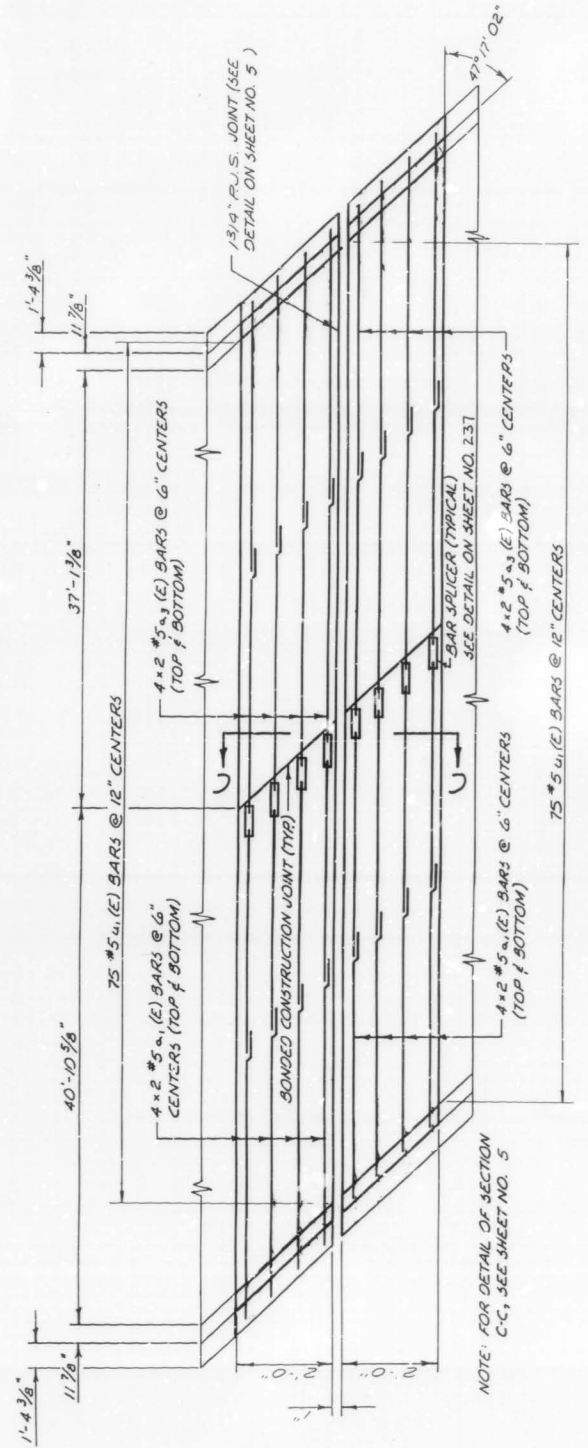 1'-4 3/8"
11 7/8"
40'-10 5/8"
37'-1 3/8"
11 7/8"
1'-4 3/8"
75 #5 u1 (E) BARS @ 12" CENTERS
4 x 2 #5 a1 (E) BARS @ 6"
CENTERS (TOP & BOTTOM)
4 x 2 #5 a3 (E) BARS @ 6" CENTERS
(TOP & BOTTOM)
1 3/4" P.J.S. JOINT (SEE
DETAIL ON SHEET NO. 5 )
BONDED CONSTRUCTION JOINT (TYP.)
C
C
2'-0"
1"
2'-0"
47° 17' 02"
BAR SPLICER (TYPICAL)
SEE DETAIL ON SHEET NO. 237
4 x 2 #5 a1 (E) BARS @ 6" CENTERS
(TOP & BOTTOM)
4 x 2 #5 a3 (E) BARS @ 6" CENTERS
(TOP & BOTTOM)
75 #5 u1 (E) BARS @ 12" CENTERS
NOTE: FOR DETAIL OF SECTION
C-C, SEE SHEET NO. 5